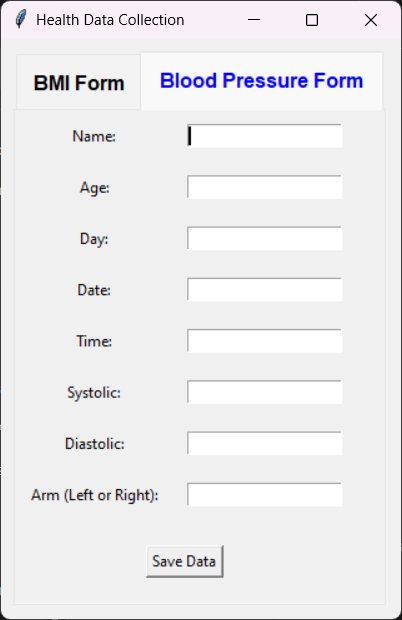 Health Data Collection
BMI Form
Blood Pressure Form
Name:
Age:
Day:
Date:
Time:
Systolic:
Diastolic:
Arm (Left or Right):
Save Data